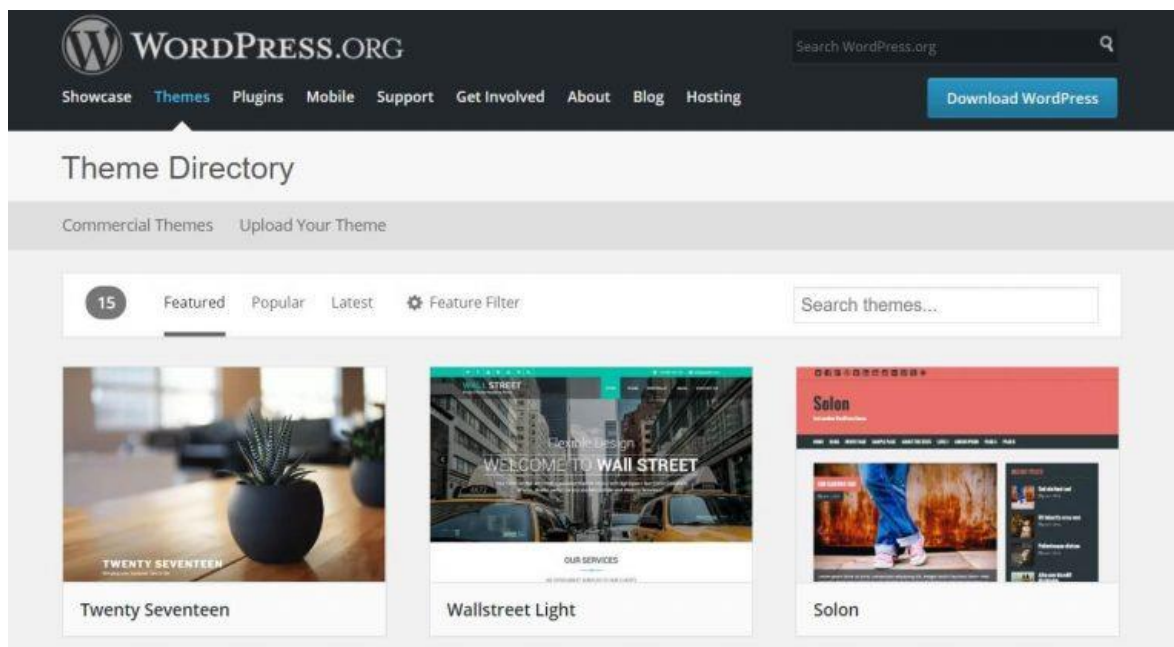 WORDPRESS.ORG
Search WordPress.org
Showcase Themes Plugins Mobile Support Get Involved About Blog Hosting
Download WordPress
Theme Directory
Commercial Themes Upload Your Theme
15 Featured Popular Latest Feature Filter
Search themes...
TWENTY SEVENTEEN
WALL STREET
Flexible Design
WELCOME TO WAll STREET
OUR SERVICES
Solon
Twenty Seventeen
Wallstreet Light
Solon